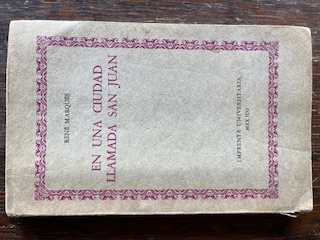 RENÉ MARQUÉS
EN UNA CIUDAD
LLAMADA SAN JUAN
IMPRENTA UNIVERSITARIA
MÉXICO